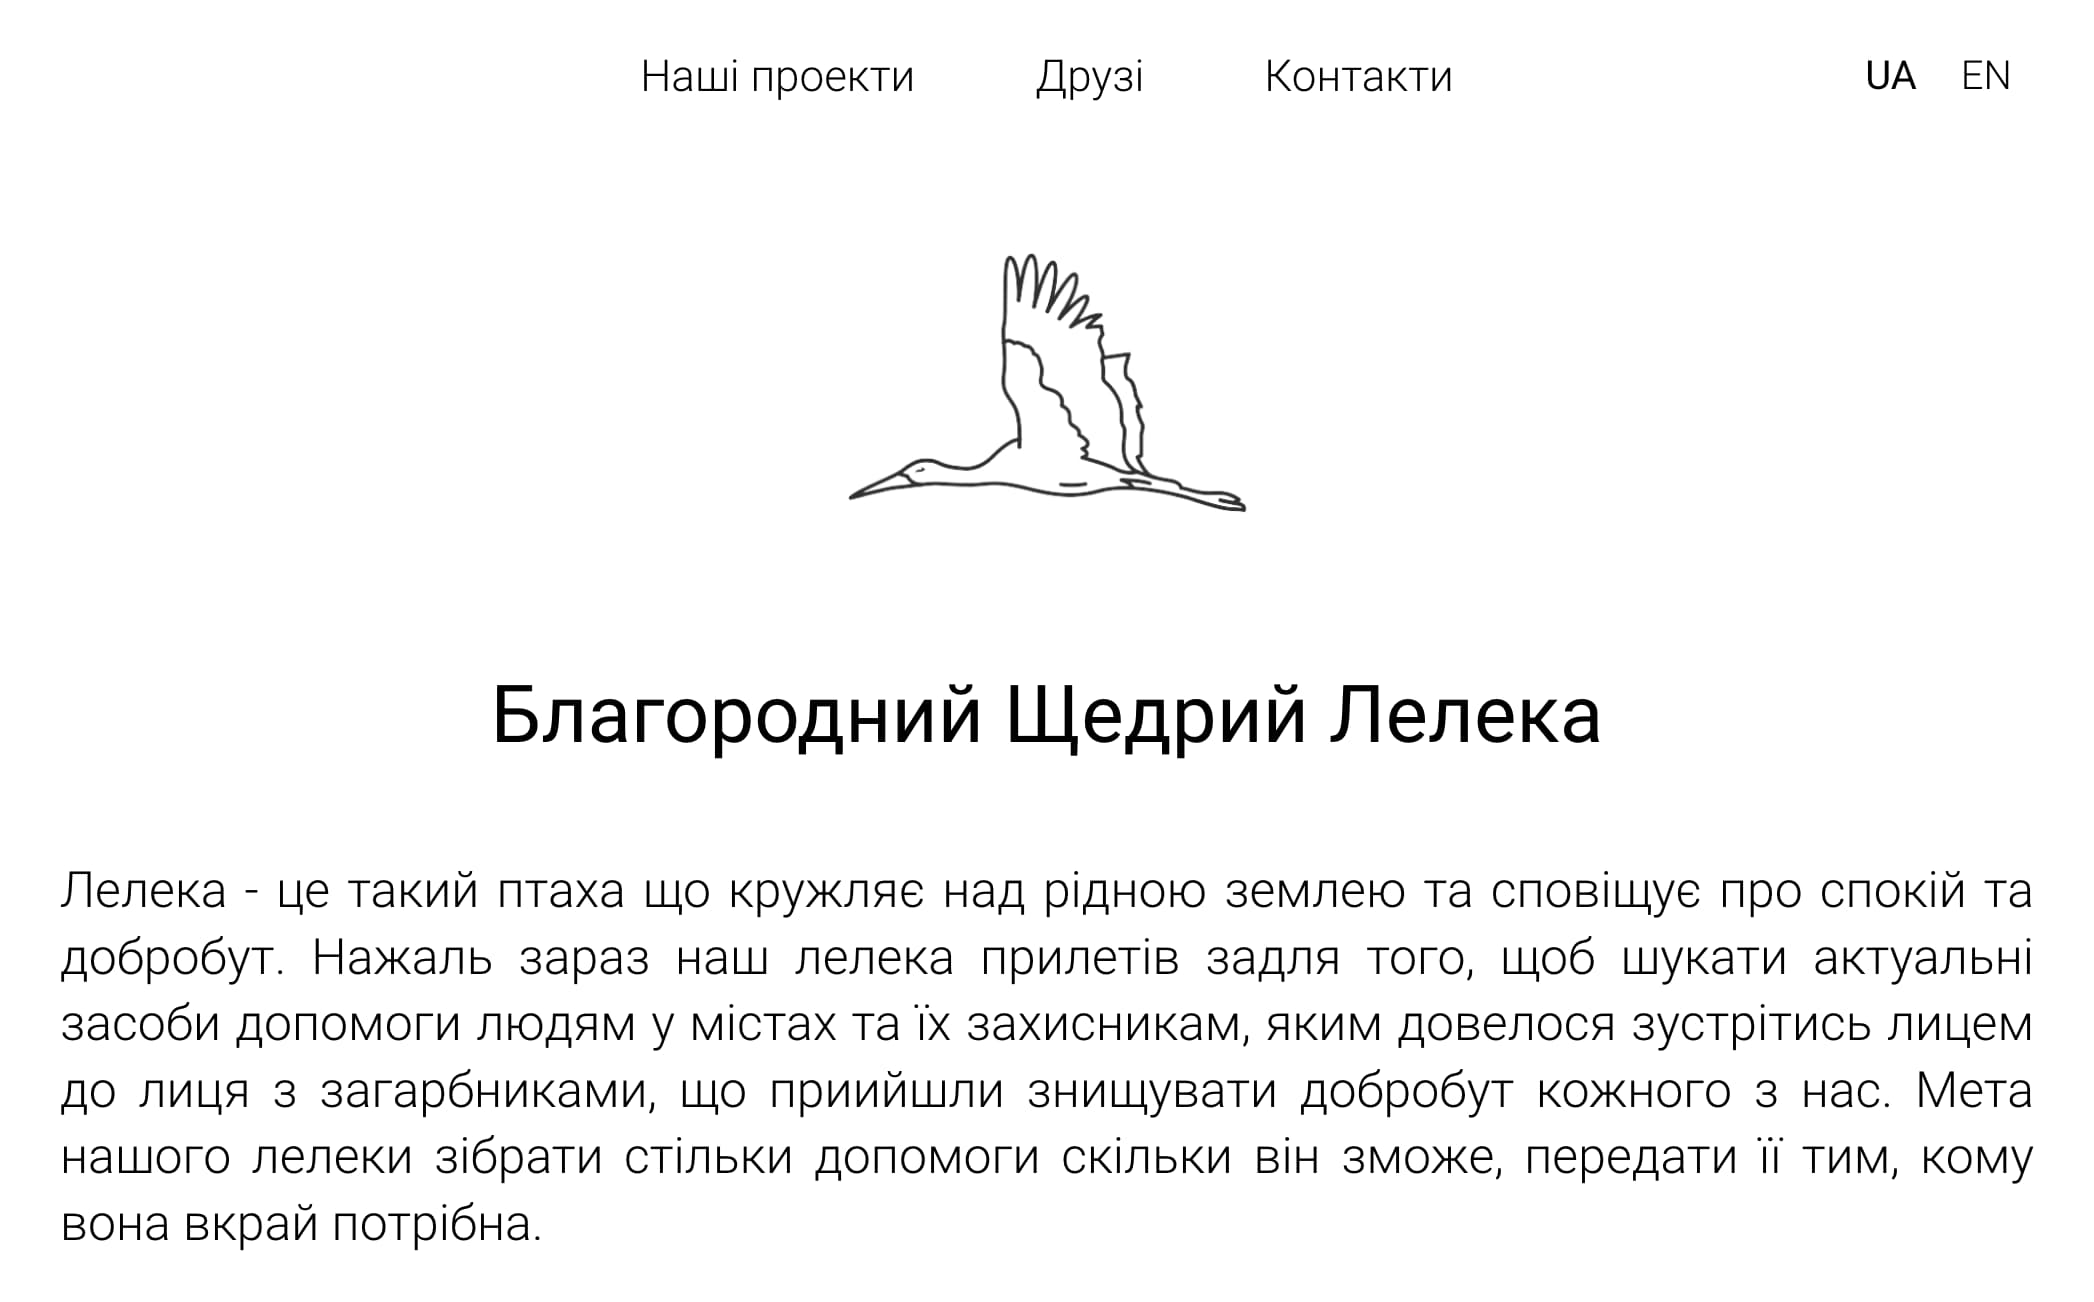 Наші проекти Друзі Контакти UA EN
Благородний Щедрий Лелека
Лелека - це такий птаха що кружляє над рідною землею та сповіщує про спокій та
добробут. Нажаль зараз наш лелека прилетів задля того, щоб шукати актуальні
засоби допомоги людям у містах та їх захисникам, яким довелося зустрітись лицем
до лиця з загарбниками, що приийшли знищувати добробут кожного з нас. Мета
нашого лелеки зібрати стільки допомоги скільки він зможе, передати її тим, кому
вона вкрай потрібна.